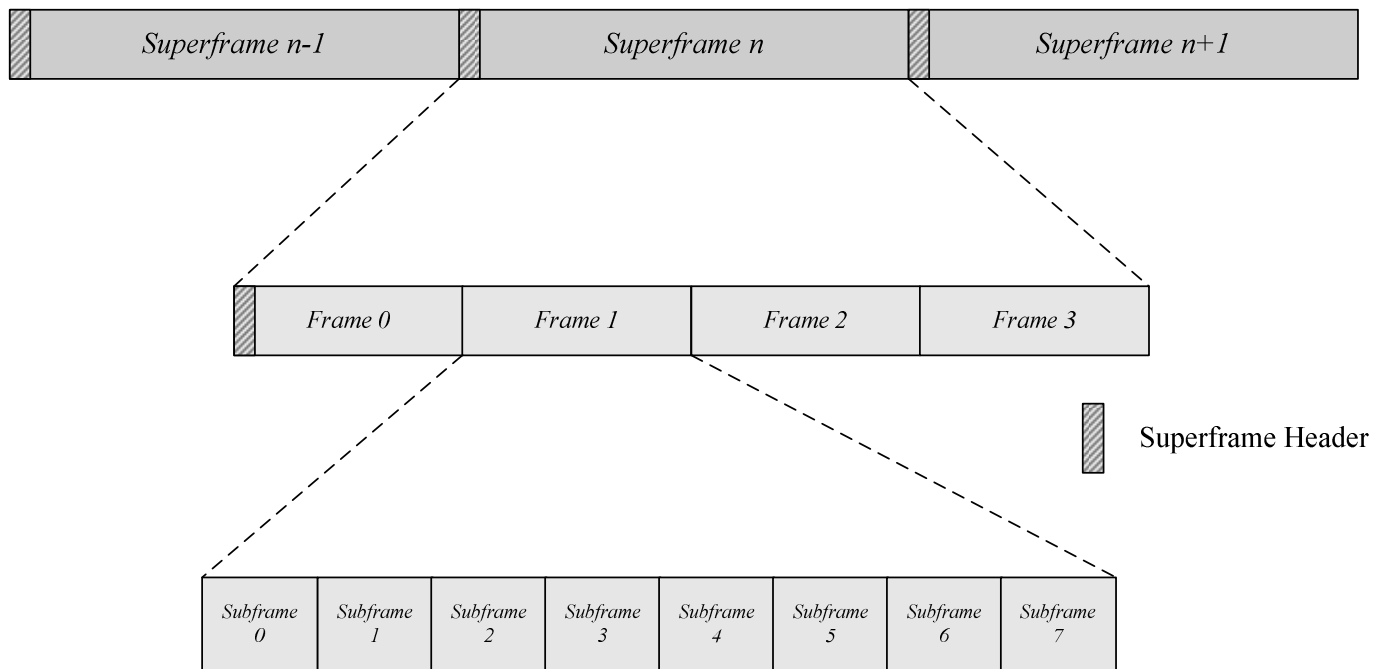 Superframe n-1
Superframe n
Superframe n+1
Frame 0
Frame 1
Frame 2
Frame 3
Superframe Header
Subframe
0
Subframe
1
Subframe
2
Subframe
3
Subframe
4
Subframe
5
Subframe
6
Subframe
7